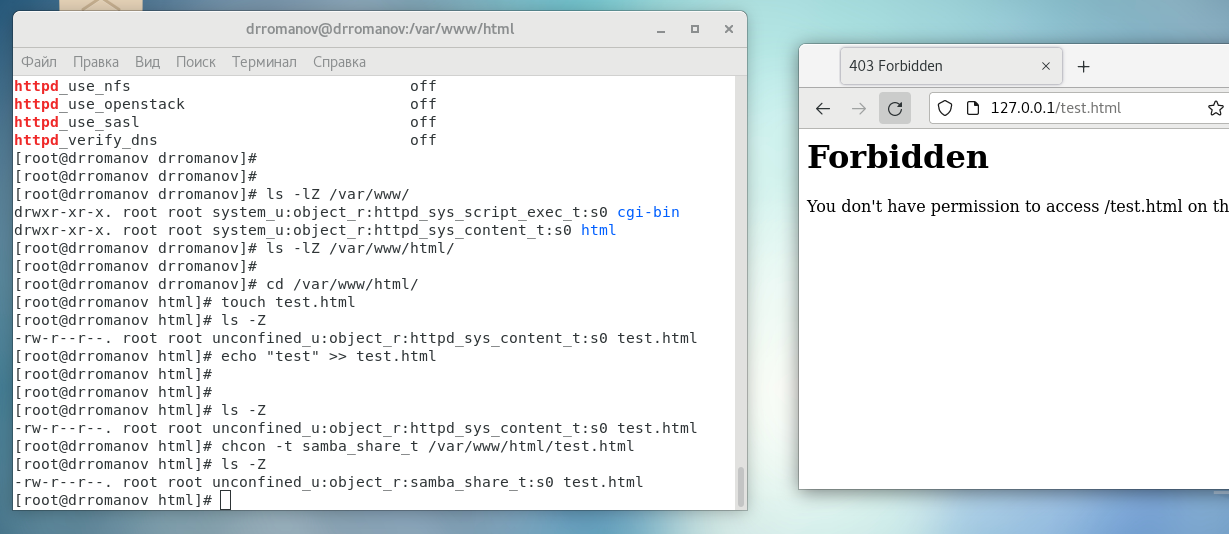 drromanov@drromanov:/var/www/html
Файл Правка Вид Поиск Терминал Справка
httpd_use_nfs off
httpd_use_openstack off
httpd_use_sasl off
httpd_verify_dns off
[root@drromanov drromanov]#
[root@drromanov drromanov]#
[root@drromanov drromanov]# ls -lZ /var/www/
drwxr-xr-x. root root system_u:object_r:httpd_sys_script_exec_t:s0 cgi-bin
drwxr-xr-x. root root system_u:object_r:httpd_sys_content_t:s0 html
[root@drromanov drromanov]# ls -lZ /var/www/html/
[root@drromanov drromanov]#
[root@drromanov drromanov]# cd /var/www/html/
[root@drromanov html]# touch test.html
[root@drromanov html]# ls -Z
-rw-r--r--. root root unconfined_u:object_r:httpd_sys_content_t:s0 test.html
[root@drromanov html]# echo "test" >> test.html
[root@drromanov html]#
[root@drromanov html]#
[root@drromanov html]# ls -Z
-rw-r--r--. root root unconfined_u:object_r:httpd_sys_content_t:s0 test.html
[root@drromanov html]# chcon -t samba_share_t /var/www/html/test.html
[root@drromanov html]# ls -Z
-rw-r--r--. root root unconfined_u:object_r:samba_share_t:s0 test.html
[root@drromanov html]#
403 Forbidden
127.0.0.1/test.html
Forbidden
You don't have permission to access /test.html on th